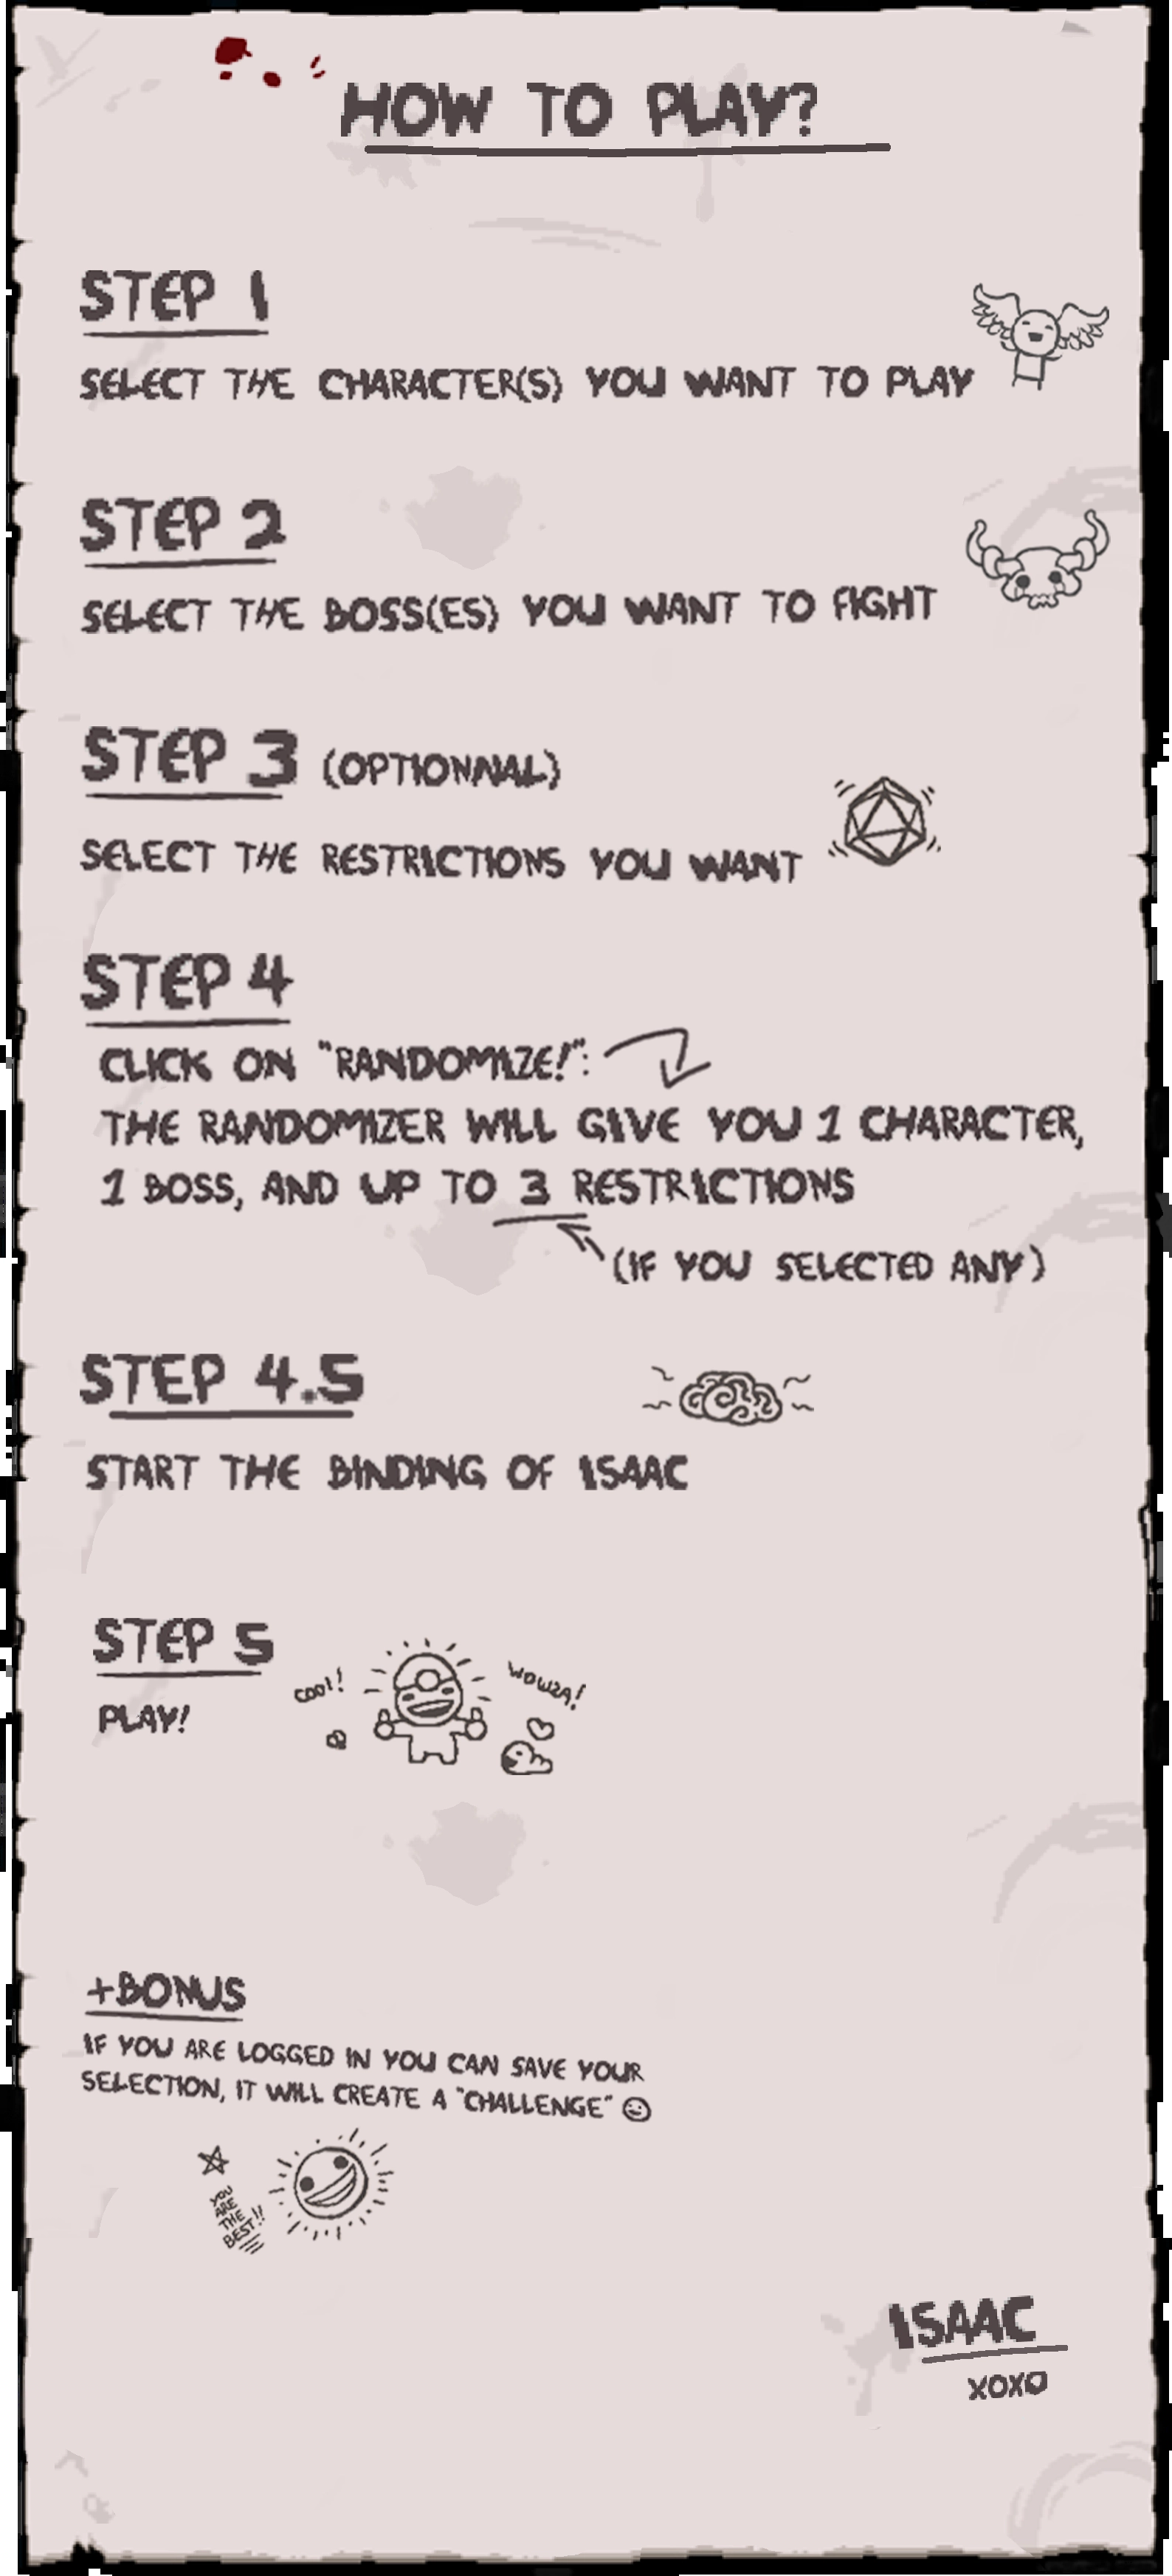 HOW TO PLAY?
STEP 1
SELECT THE CHARACTER(S) YOU WANT TO PLAY
STEP 2
SELECT THE BOSS(ES) YOU WANT TO FIGHT
STEP 3 (OPTIONNAL)
SELECT THE RESTRICTIONS YOU WANT
STEP 4
CLICK ON "RANDOMIZE!":
THE RANDOMIZER WILL GIVE YOU 1 CHARACTER,
1 BOSS, AND UP TO 3 RESTRICTIONS
(IF YOU SELECTED ANY)
STEP 4.5
START THE BINDING OF ISAAC
STEP 5
COOL!
WOWZA!
PLAY!
+BONUS
IF YOU ARE LOGGED IN YOU CAN SAVE YOUR
SELECTION, IT WILL CREATE A "CHALLENGE" ☺
YOU
ARE
THE
BEST!!
ISAAC
XOXO